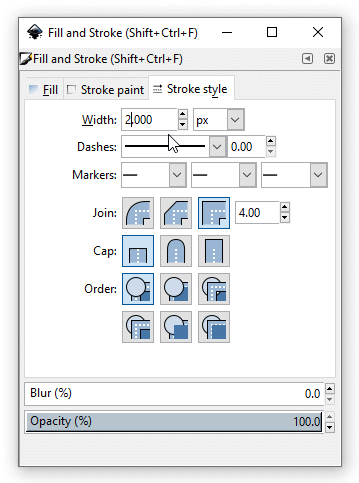 Fill and Stroke (Shift+Ctrl+F)
Fill and Stroke (Shift+Ctrl+F)
Fill Stroke paint Stroke style
Width: 2.000 px
Dashes: 0.00
Markers:
Join: 4.00
Cap:
Order:
Blur (%) 0.0
Opacity (%) 100.0